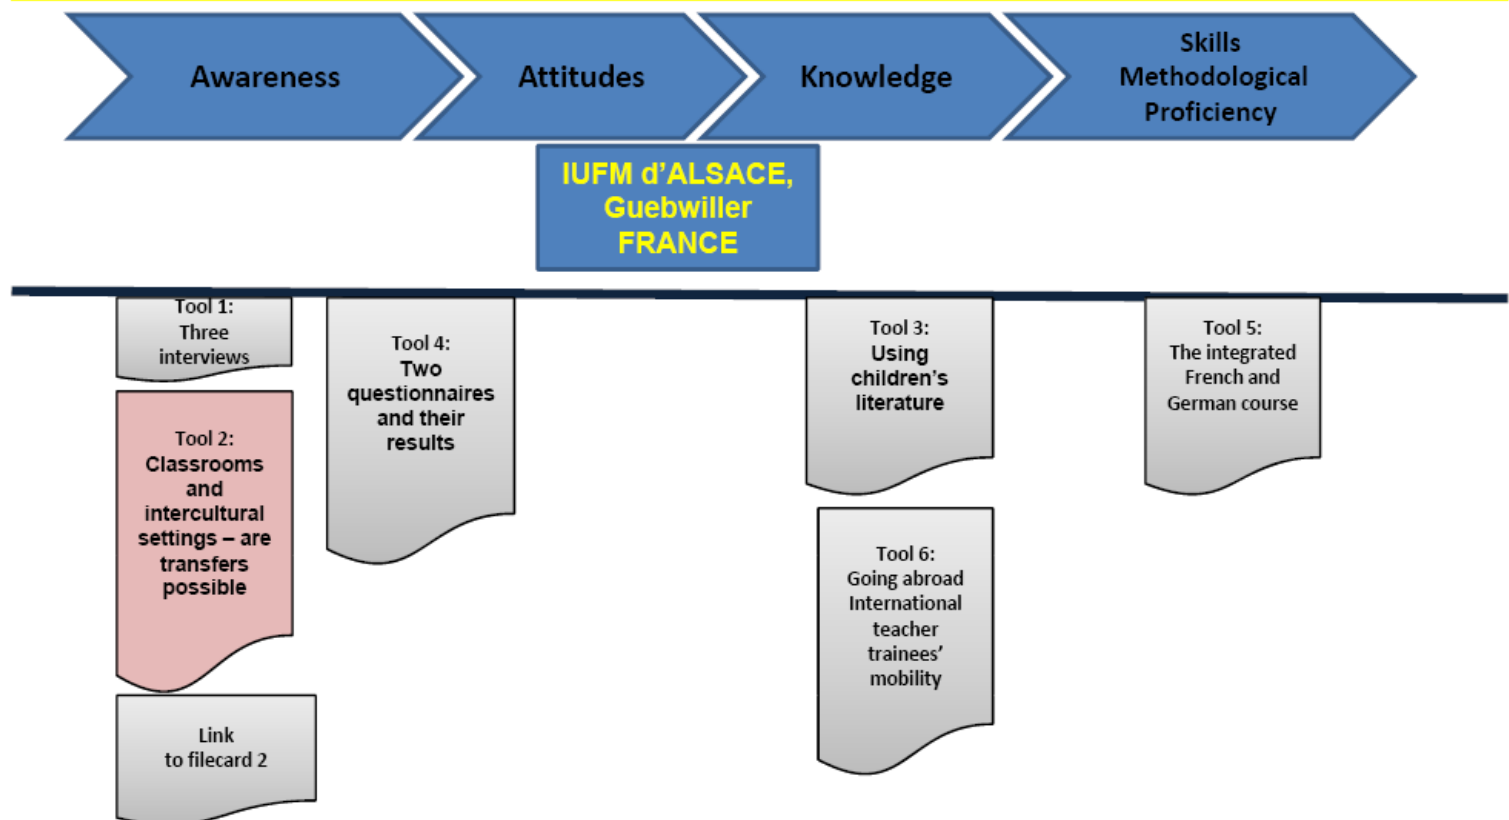 Awareness
Attitudes
Knowledge
Skills
Methodological
Proficiency
IUFM d’ALSACE,
Guebwiller
FRANCE
Tool 1:
Three
interviews
Tool 2:
Classrooms
and
intercultural
settings – are
transfers
possible
Link
to filecard 2
Tool 4:
Two
questionnaires
and their
results
Tool 3:
Using
children’s
literature
Tool 6:
Going abroad
International
teacher
trainees’
mobility
Tool 5:
The integrated
French and
German course